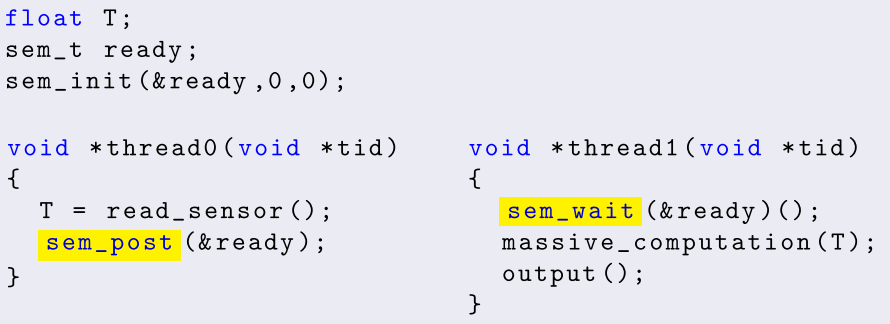 float T;
sem_t ready;
sem_init(&ready,0,0);
void *thread0(void *tid)
{
T = read_sensor();
sem_post(&ready);
}
void *thread1(void *tid)
{
sem_wait(&ready)();
massive_computation(T);
output();
}